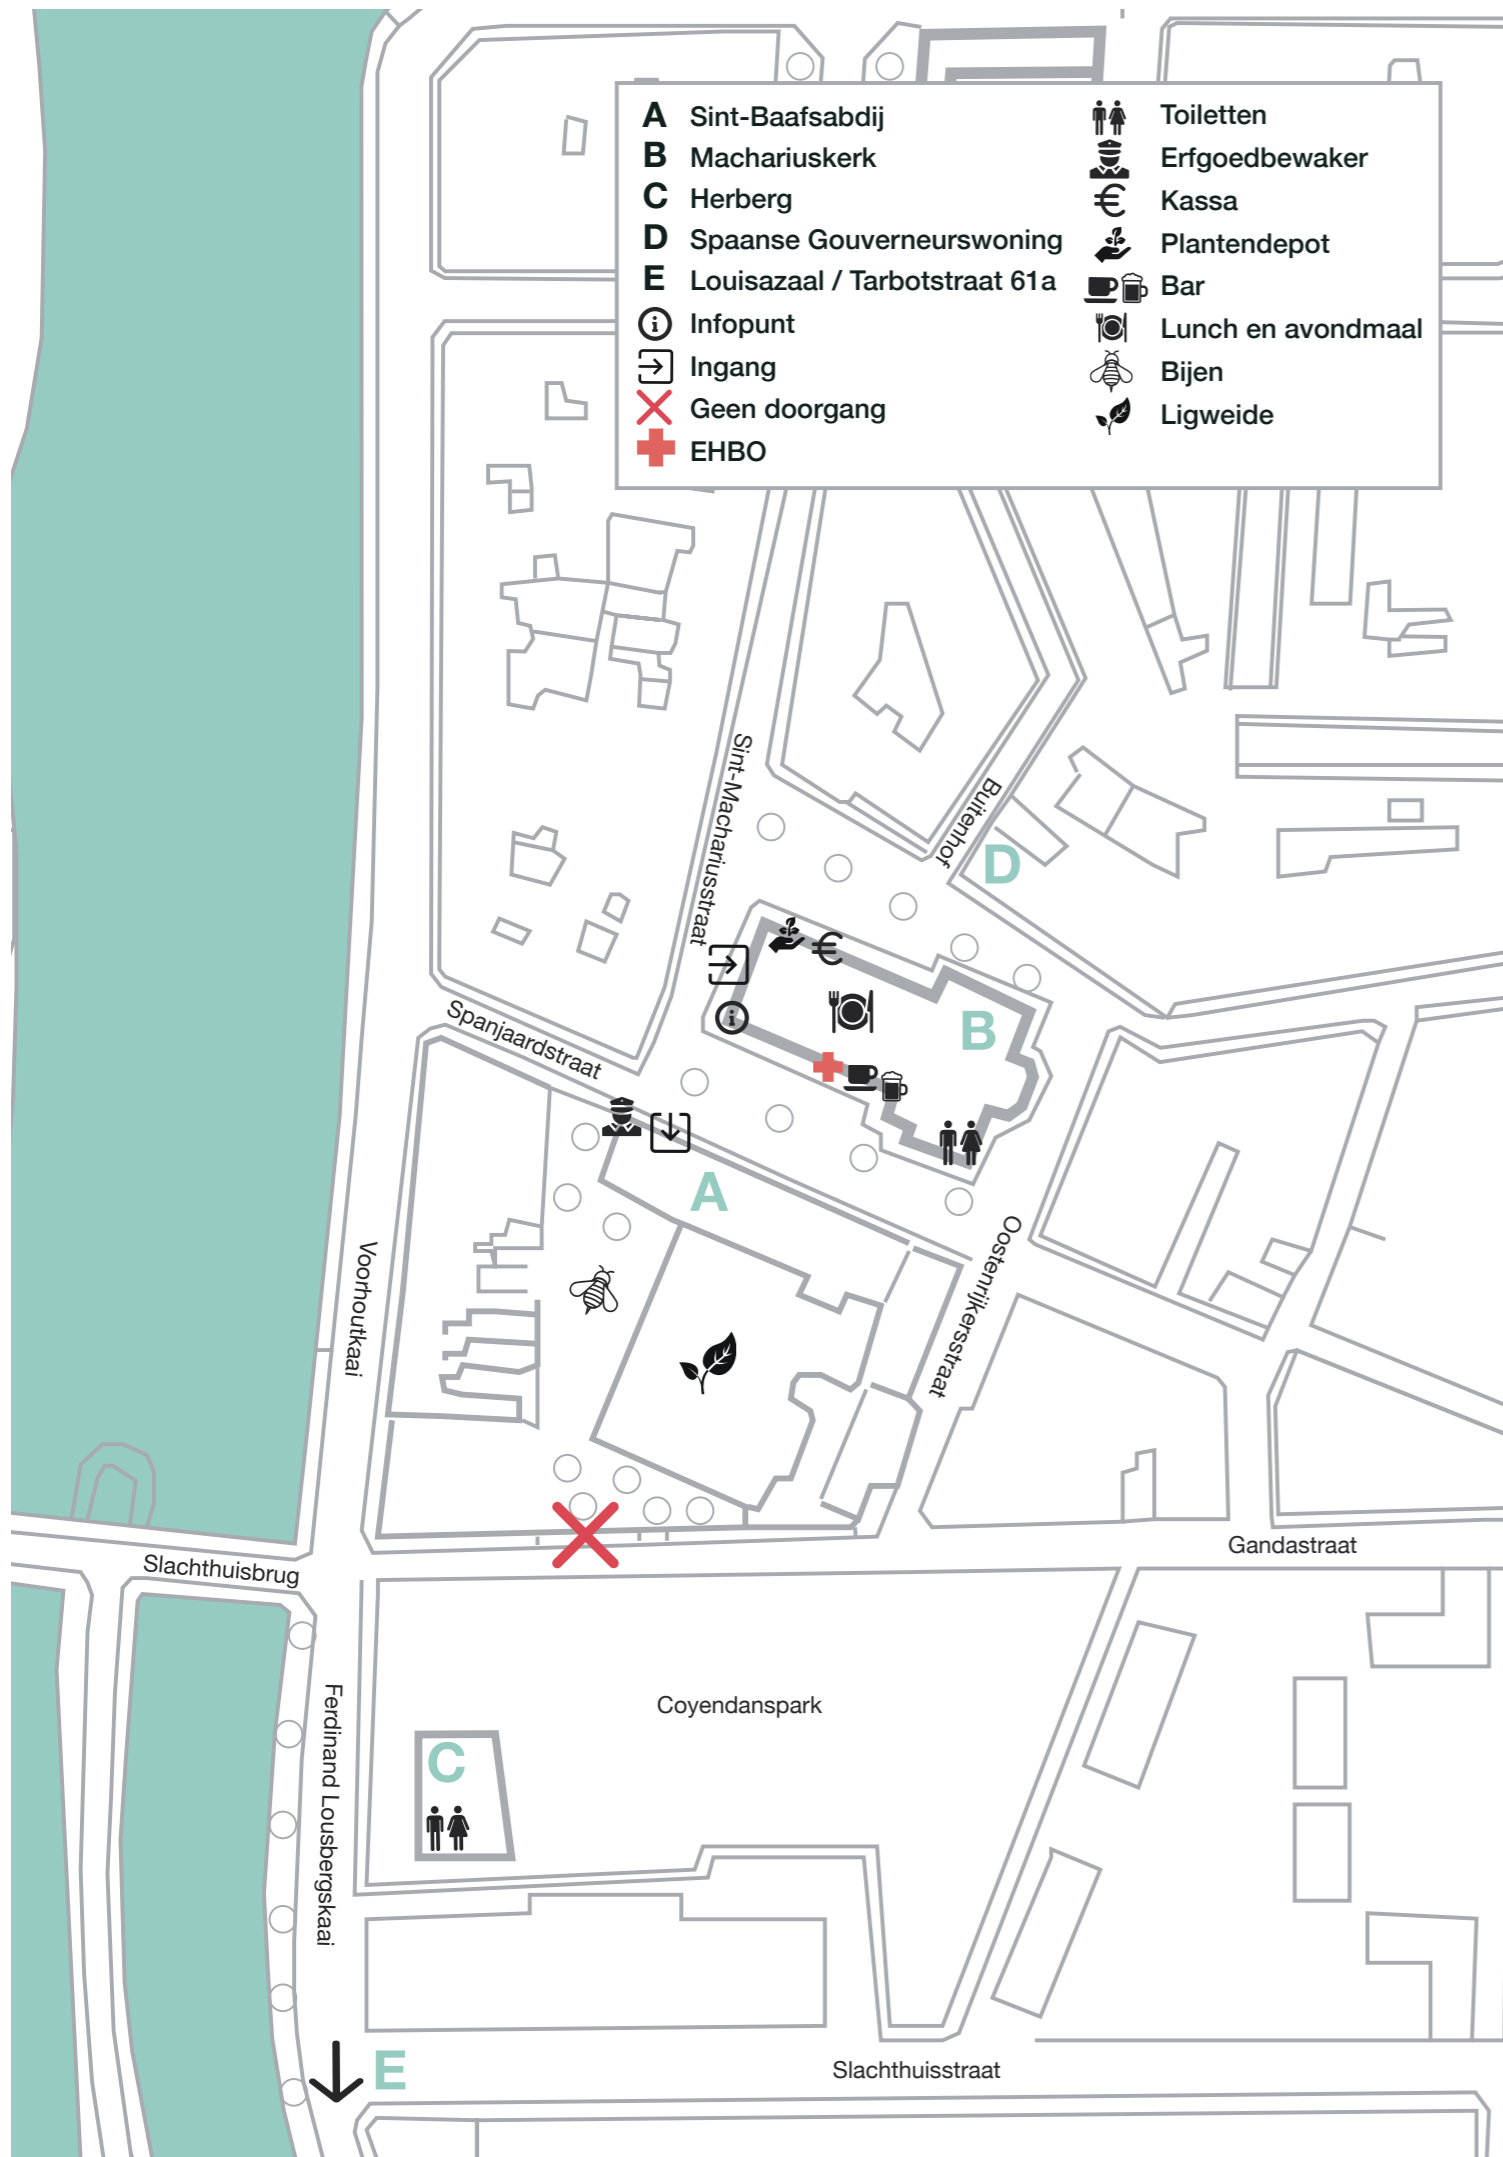 A Sint-Baafsabdij
B Machariuskerk
C Herberg
D Spaanse Gouverneurswoning
E Louisazaal / Tarbotstraat 61a
i Infopunt
Ingang
Geen doorgang
EHBO
Toiletten
Erfgoedbewaker
€ Kassa
Plantendepot
Bar
Lunch en avondmaal
Bijen
Ligweide
Sint-Machariusstraat
Buitenhof
D
€
i
B
Spanjaardstraat
A
Voorhoutkaai
Oostenrijkersstraat
Gandastraat
Slachthuisbrug
Ferdinand Lousbergskaai
Coyendanspark
C
E
Slachthuisstraat